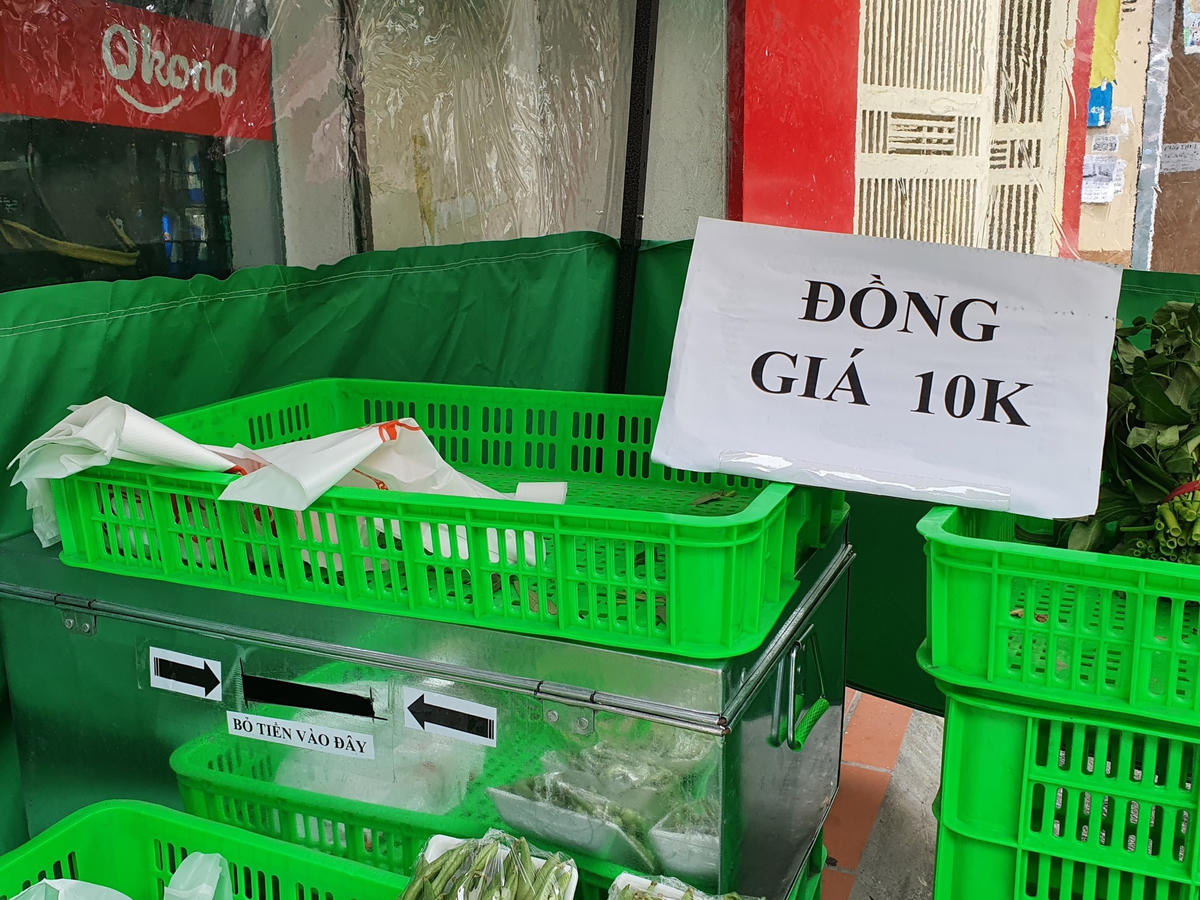 Okono
ĐỒNG
GIÁ 10K
BỎ TIỀN VÀO ĐÂY